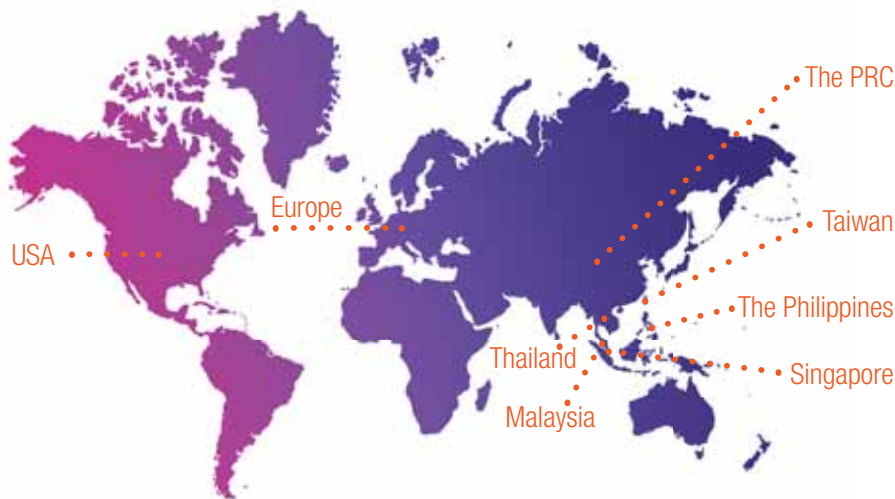 The PRC
Europe
Taiwan
USA
The Philippines
Thailand
Singapore
Malaysia